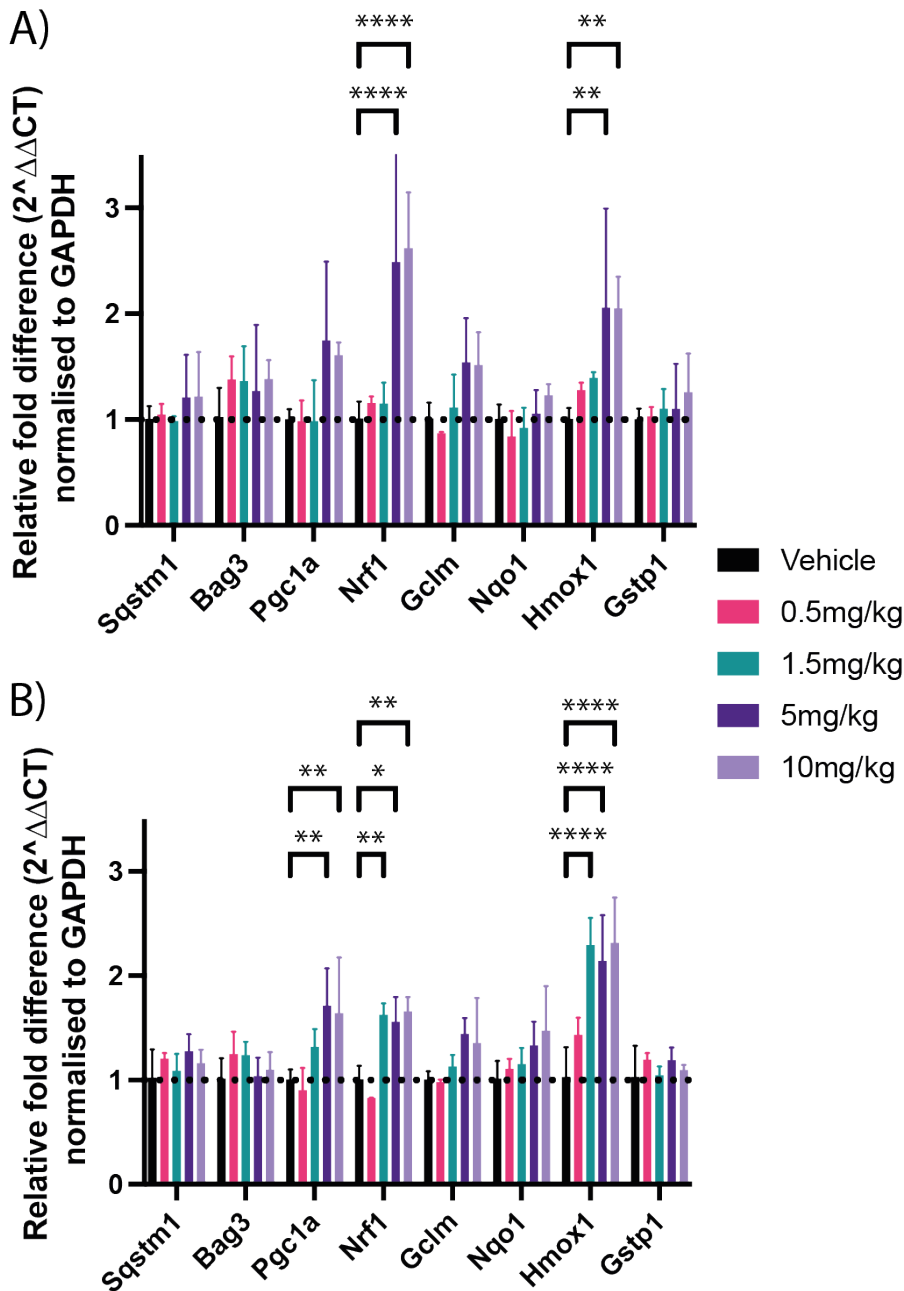 A)
Relative fold difference (2^ΔΔCT)
normalised to GAPDH
3
2
1
0
****
****
**
**
Sqstm1
Bag3
Pgc1a
Nrf1
Gclm
Nqo1
Hmox1
Gstp1
Vehicle
0.5mg/kg
1.5mg/kg
5mg/kg
10mg/kg
B)
Relative fold difference (2^ΔΔCT)
normalised to GAPDH
3
2
1
0
**
**
**
*
**
****
****
****
Sqstm1
Bag3
Pgc1a
Nrf1
Gclm
Nqo1
Hmox1
Gstp1